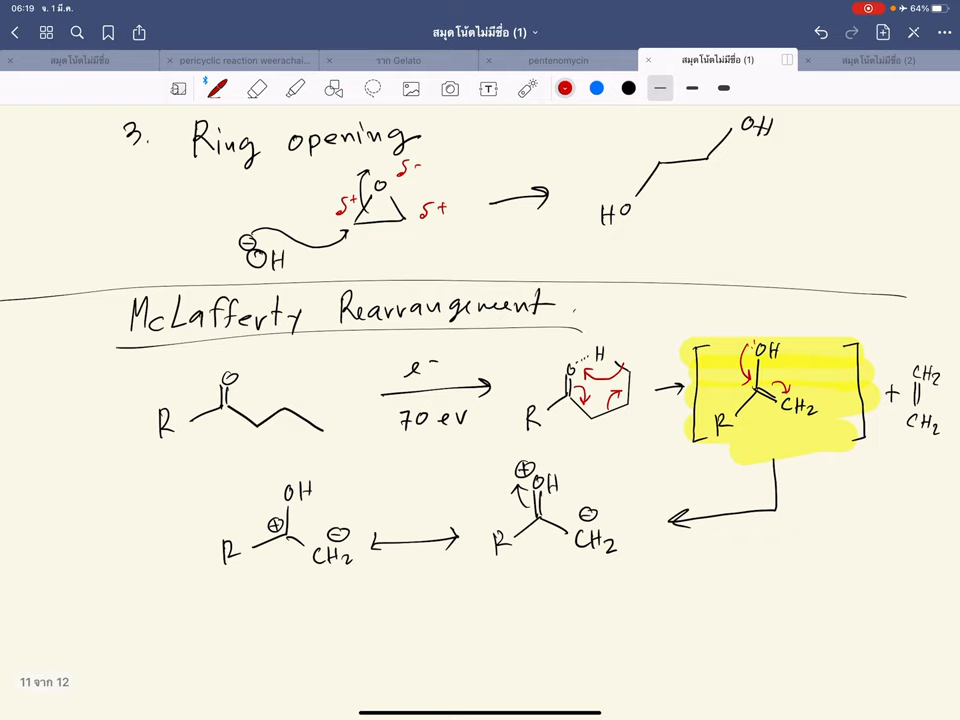 06:19 จ. 1 มี.ค.
64%
สมุดโน้ตไม่มีชื่อ (1)
สมุดโน้ตไม่มีชื่อ
pericyclic reaction weerachai...
ราก Gelato
pentenomycin
สมุดโน้ตไม่มีชื่อ (1)
สมุดโน้ตไม่มีชื่อ (2)
3. Ring opening
OH
O δ-
δ+ δ+
HO
⊖
OH
McLafferty Rearrangement.
O
R
e-
70 ev
O H
R
OH
R CH2
+
CH2
CH2
OH
⊕
R ⊖
CH2
⊕
OH
R ⊖
CH2
11 จาก 12